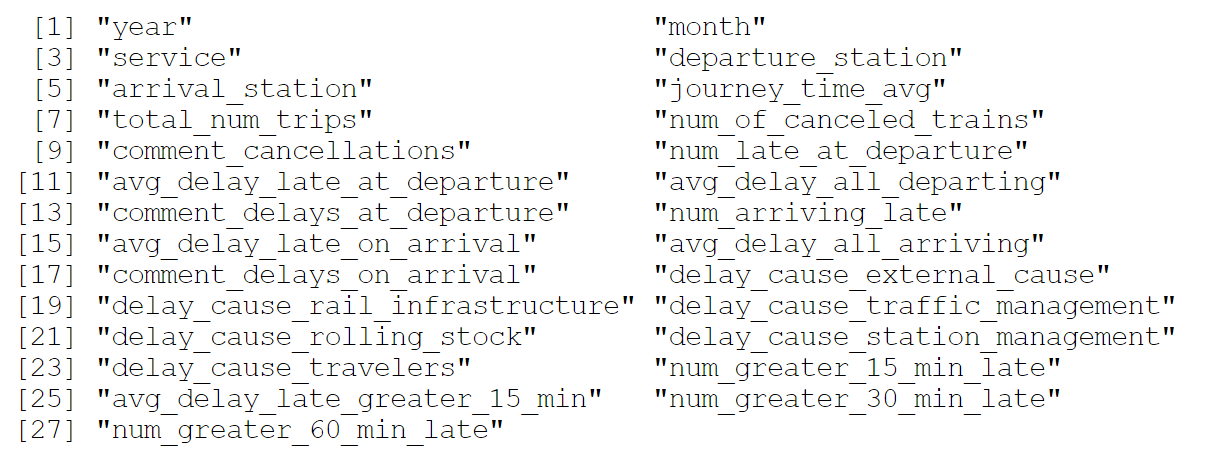 [1] "year" "month"
[3] "service" "departure_station"
[5] "arrival_station" "journey_time_avg"
[7] "total_num_trips" "num_of_canceled_trains"
[9] "comment_cancellations" "num_late_at_departure"
[11] "avg_delay_late_at_departure" "avg_delay_all_departing"
[13] "comment_delays_at_departure" "num_arriving_late"
[15] "avg_delay_late_on_arrival" "avg_delay_all_arriving"
[17] "comment_delays_on_arrival" "delay_cause_external_cause"
[19] "delay_cause_rail_infrastructure" "delay_cause_traffic_management"
[21] "delay_cause_rolling_stock" "delay_cause_station_management"
[23] "delay_cause_travelers" "num_greater_15_min_late"
[25] "avg_delay_late_greater_15_min" "num_greater_30_min_late"
[27] "num_greater_60_min_late"